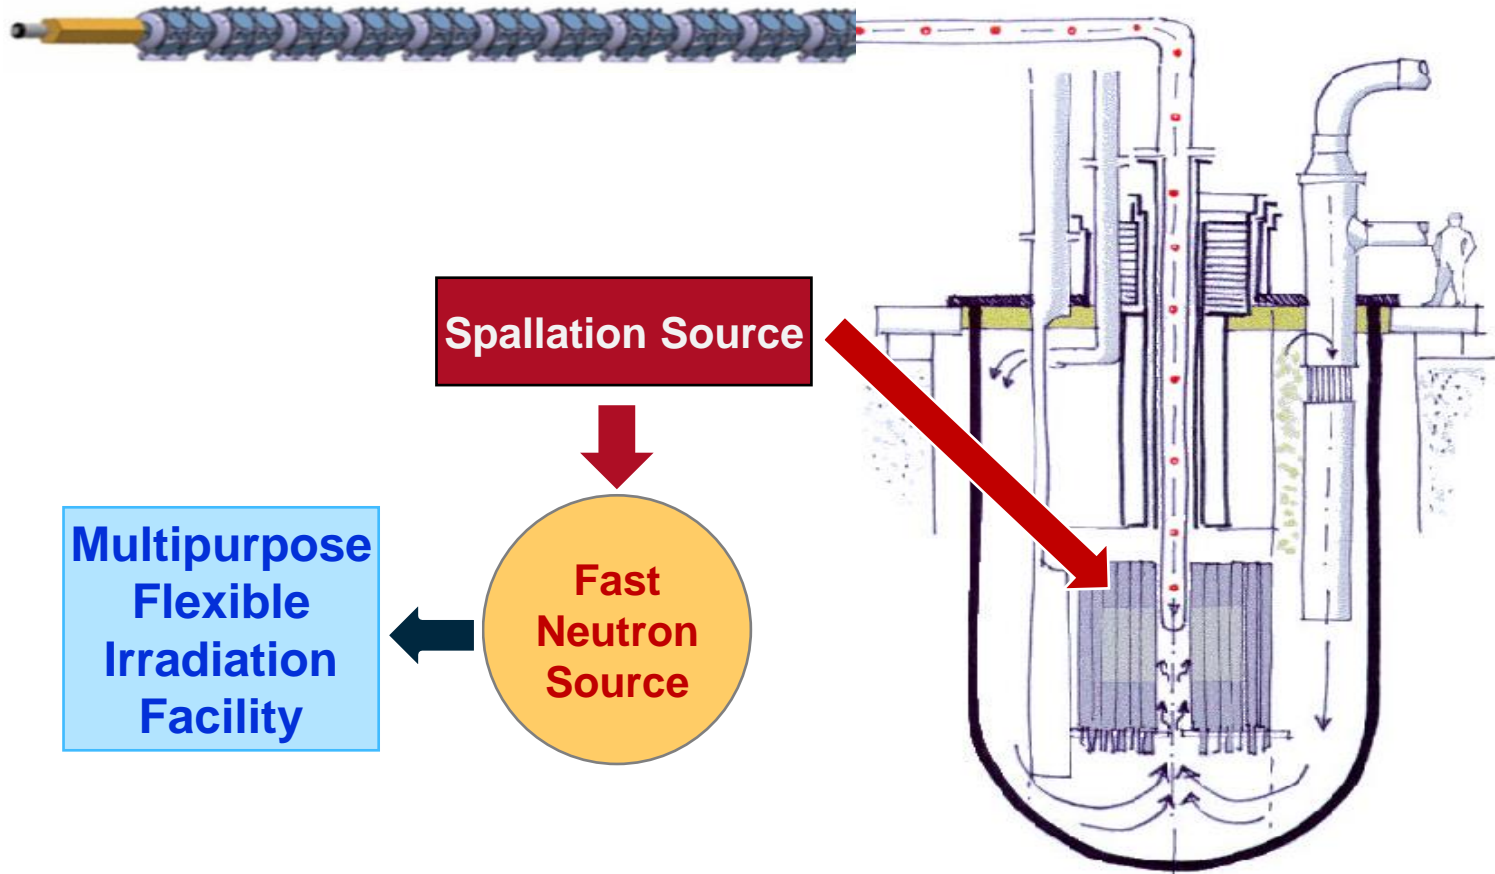 Spallation Source
Fast
Neutron
Source
Multipurpose
Flexible
Irradiation
Facility